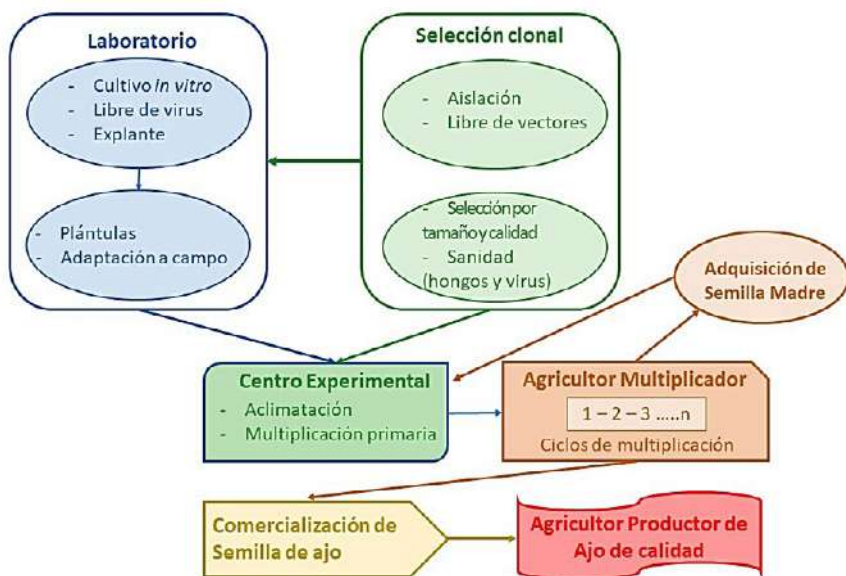 Laboratorio
- Cultivo in vitro
- Libre de virus
- Explante
- Plántulas
- Adaptación a campo
Selección clonal
- Aislación
- Libre de vectores
- Selección por
tamaño y calidad
- Sanidad
(hongos y virus)
Adquisición de
Semilla Madre
Centro Experimental
- Aclimatación
- Multiplicación primaria
Agricultor Multiplicador
1 – 2 – 3 .....n
Ciclos de multiplicación
Comercialización de
Semilla de ajo
Agricultor Productor de
Ajo de calidad